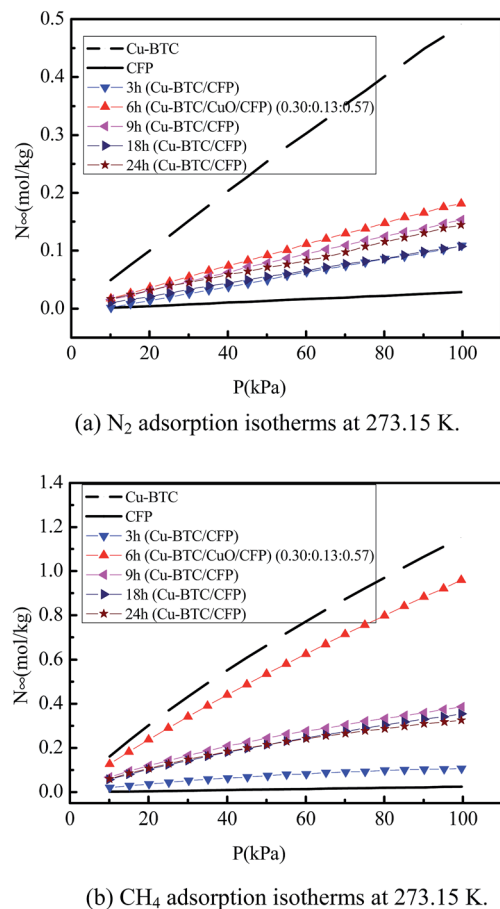 0.5
0.4
0.3
0.2
0.1
0.0
N∞(mol/kg)
Cu-BTC
CFP
3h (Cu-BTC/CFP)
6h (Cu-BTC/CuO/CFP) (0.30:0.13:0.57)
9h (Cu-BTC/CFP)
18h (Cu-BTC/CFP)
24h (Cu-BTC/CFP)
0 20 40 60 80 100
P(kPa)
(a) N₂ adsorption isotherms at 273.15 K.
1.4
1.2
1.0
0.8
0.6
0.4
0.2
0.0
N∞(mol/kg)
Cu-BTC
CFP
3h (Cu-BTC/CFP)
6h (Cu-BTC/CuO/CFP) (0.30:0.13:0.57)
9h (Cu-BTC/CFP)
18h (Cu-BTC/CFP)
24h (Cu-BTC/CFP)
0 20 40 60 80 100
P(kPa)
(b) CH₄ adsorption isotherms at 273.15 K.